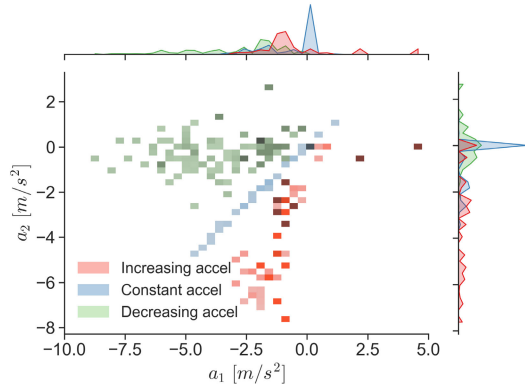 2
0
−2
−4
−6
−8
a₂ [m/s²]
Increasing accel
Constant accel
Decreasing accel
−10.0 −7.5 −5.0 −2.5 0.0 2.5 5.0
a₁ [m/s²]